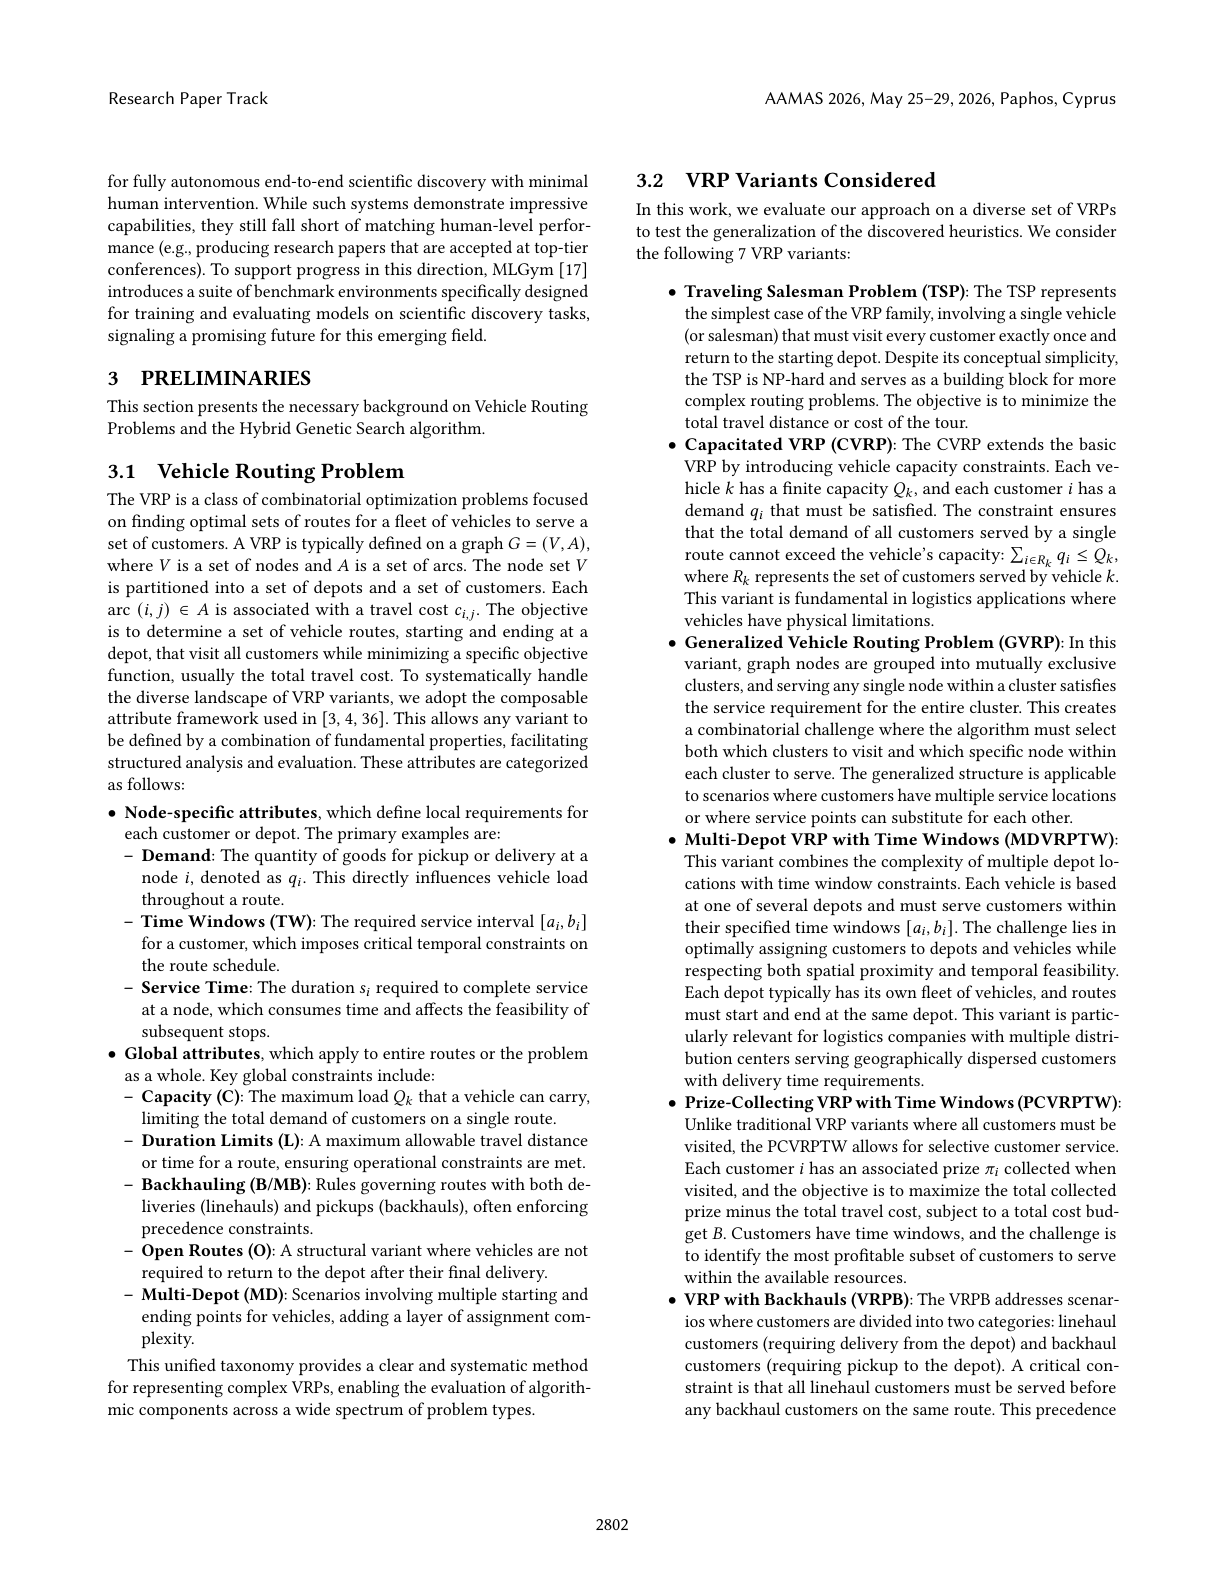 Research Paper Track
AAMAS 2026, May 25–29, 2026, Paphos, Cyprus
for fully autonomous end-to-end scientific discovery with minimal
human intervention. While such systems demonstrate impressive
capabilities, they still fall short of matching human-level perfor-
mance (e.g., producing research papers that are accepted at top-tier
conferences). To support progress in this direction, MLGym [17]
introduces a suite of benchmark environments specifically designed
for training and evaluating models on scientific discovery tasks,
signaling a promising future for this emerging field.
3 PRELIMINARIES
This section presents the necessary background on Vehicle Routing
Problems and the Hybrid Genetic Search algorithm.
3.1 Vehicle Routing Problem
The VRP is a class of combinatorial optimization problems focused
on finding optimal sets of routes for a fleet of vehicles to serve a
set of customers. A VRP is typically defined on a graph G = (V, A),
where V is a set of nodes and A is a set of arcs. The node set V
is partitioned into a set of depots and a set of customers. Each
arc (i, j) ∈ A is associated with a travel cost c_{i,j}. The objective
is to determine a set of vehicle routes, starting and ending at a
depot, that visit all customers while minimizing a specific objective
function, usually the total travel cost. To systematically handle
the diverse landscape of VRP variants, we adopt the composable
attribute framework used in [3, 4, 36]. This allows any variant to
be defined by a combination of fundamental properties, facilitating
structured analysis and evaluation. These attributes are categorized
as follows:
• Node-specific attributes, which define local requirements for
each customer or depot. The primary examples are:
– Demand: The quantity of goods for pickup or delivery at a
node i, denoted as q_i. This directly influences vehicle load
throughout a route.
– Time Windows (TW): The required service interval [a_i, b_i]
for a customer, which imposes critical temporal constraints on
the route schedule.
– Service Time: The duration s_i required to complete service
at a node, which consumes time and affects the feasibility of
subsequent stops.
• Global attributes, which apply to entire routes or the problem
as a whole. Key global constraints include:
– Capacity (C): The maximum load Q_k that a vehicle can carry,
limiting the total demand of customers on a single route.
– Duration Limits (L): A maximum allowable travel distance
or time for a route, ensuring operational constraints are met.
– Backhauling (B/MB): Rules governing routes with both de-
liveries (linehauls) and pickups (backhauls), often enforcing
precedence constraints.
– Open Routes (O): A structural variant where vehicles are not
required to return to the depot after their final delivery.
– Multi-Depot (MD): Scenarios involving multiple starting and
ending points for vehicles, adding a layer of assignment com-
plexity.
This unified taxonomy provides a clear and systematic method
for representing complex VRPs, enabling the evaluation of algorith-
mic components across a wide spectrum of problem types.
3.2 VRP Variants Considered
In this work, we evaluate our approach on a diverse set of VRPs
to test the generalization of the discovered heuristics. We consider
the following 7 VRP variants:
• Traveling Salesman Problem (TSP): The TSP represents
the simplest case of the VRP family, involving a single vehicle
(or salesman) that must visit every customer exactly once and
return to the starting depot. Despite its conceptual simplicity,
the TSP is NP-hard and serves as a building block for more
complex routing problems. The objective is to minimize the
total travel distance or cost of the tour.
• Capacitated VRP (CVRP): The CVRP extends the basic
VRP by introducing vehicle capacity constraints. Each ve-
hicle k has a finite capacity Q_k, and each customer i has a
demand q_i that must be satisfied. The constraint ensures
that the total demand of all customers served by a single
route cannot exceed the vehicle's capacity: ∑_{i∈R_k} q_i ≤ Q_k,
where R_k represents the set of customers served by vehicle k.
This variant is fundamental in logistics applications where
vehicles have physical limitations.
• Generalized Vehicle Routing Problem (GVRP): In this
variant, graph nodes are grouped into mutually exclusive
clusters, and serving any single node within a cluster satisfies
the service requirement for the entire cluster. This creates
a combinatorial challenge where the algorithm must select
both which clusters to visit and which specific node within
each cluster to serve. The generalized structure is applicable
to scenarios where customers have multiple service locations
or where service points can substitute for each other.
• Multi-Depot VRP with Time Windows (MDVRPTW):
This variant combines the complexity of multiple depot lo-
cations with time window constraints. Each vehicle is based
at one of several depots and must serve customers within
their specified time windows [a_i, b_i]. The challenge lies in
optimally assigning customers to depots and vehicles while
respecting both spatial proximity and temporal feasibility.
Each depot typically has its own fleet of vehicles, and routes
must start and end at the same depot. This variant is partic-
ularly relevant for logistics companies with multiple distri-
bution centers serving geographically dispersed customers
with delivery time requirements.
• Prize-Collecting VRP with Time Windows (PCVRPTW):
Unlike traditional VRP variants where all customers must be
visited, the PCVRPTW allows for selective customer service.
Each customer i has an associated prize π_i collected when
visited, and the objective is to maximize the total collected
prize minus the total travel cost, subject to a total cost bud-
get B. Customers have time windows, and the challenge is
to identify the most profitable subset of customers to serve
within the available resources.
• VRP with Backhauls (VRPB): The VRPB addresses scenar-
ios where customers are divided into two categories: linehaul
customers (requiring delivery from the depot) and backhaul
customers (requiring pickup to the depot). A critical con-
straint is that all linehaul customers must be served before
any backhaul customers on the same route. This precedence
2802